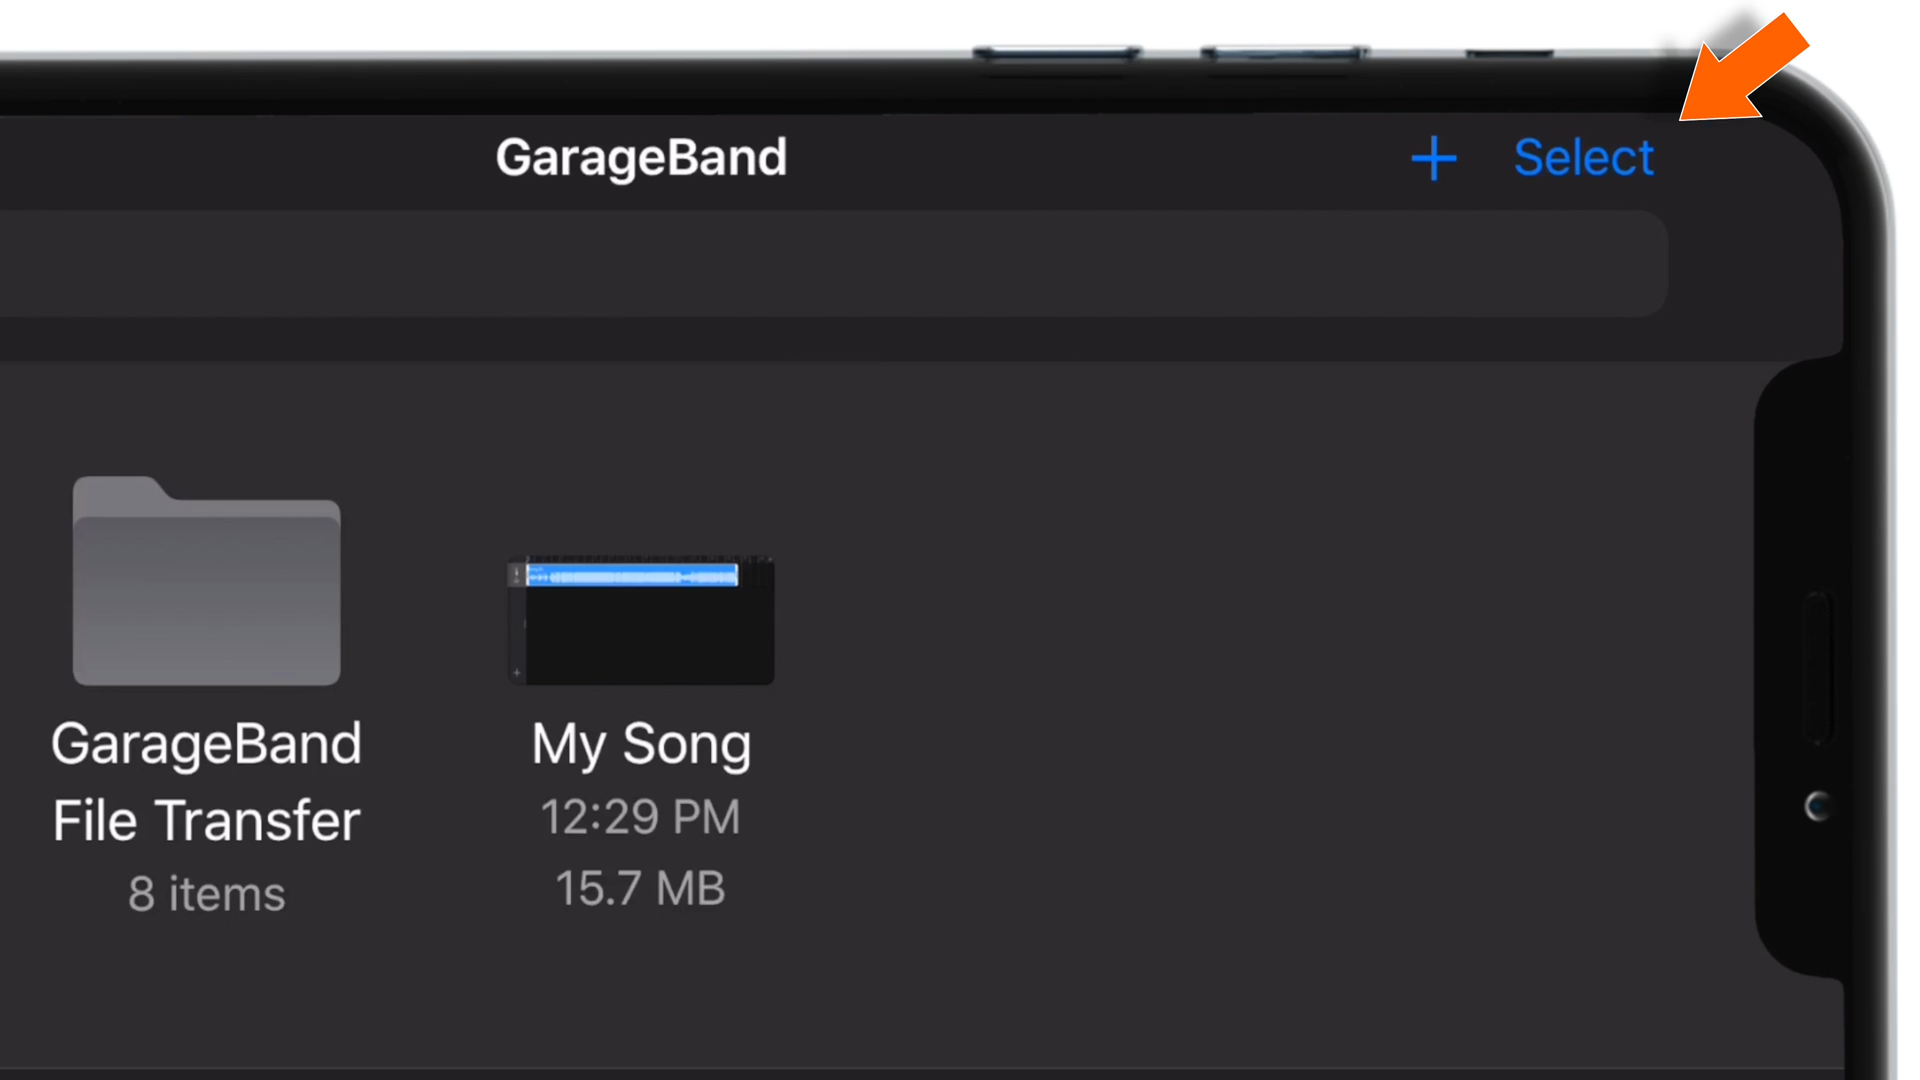 GarageBand
+ Select
GarageBand
File Transfer
8 items
My Song
12:29 PM
15.7 MB